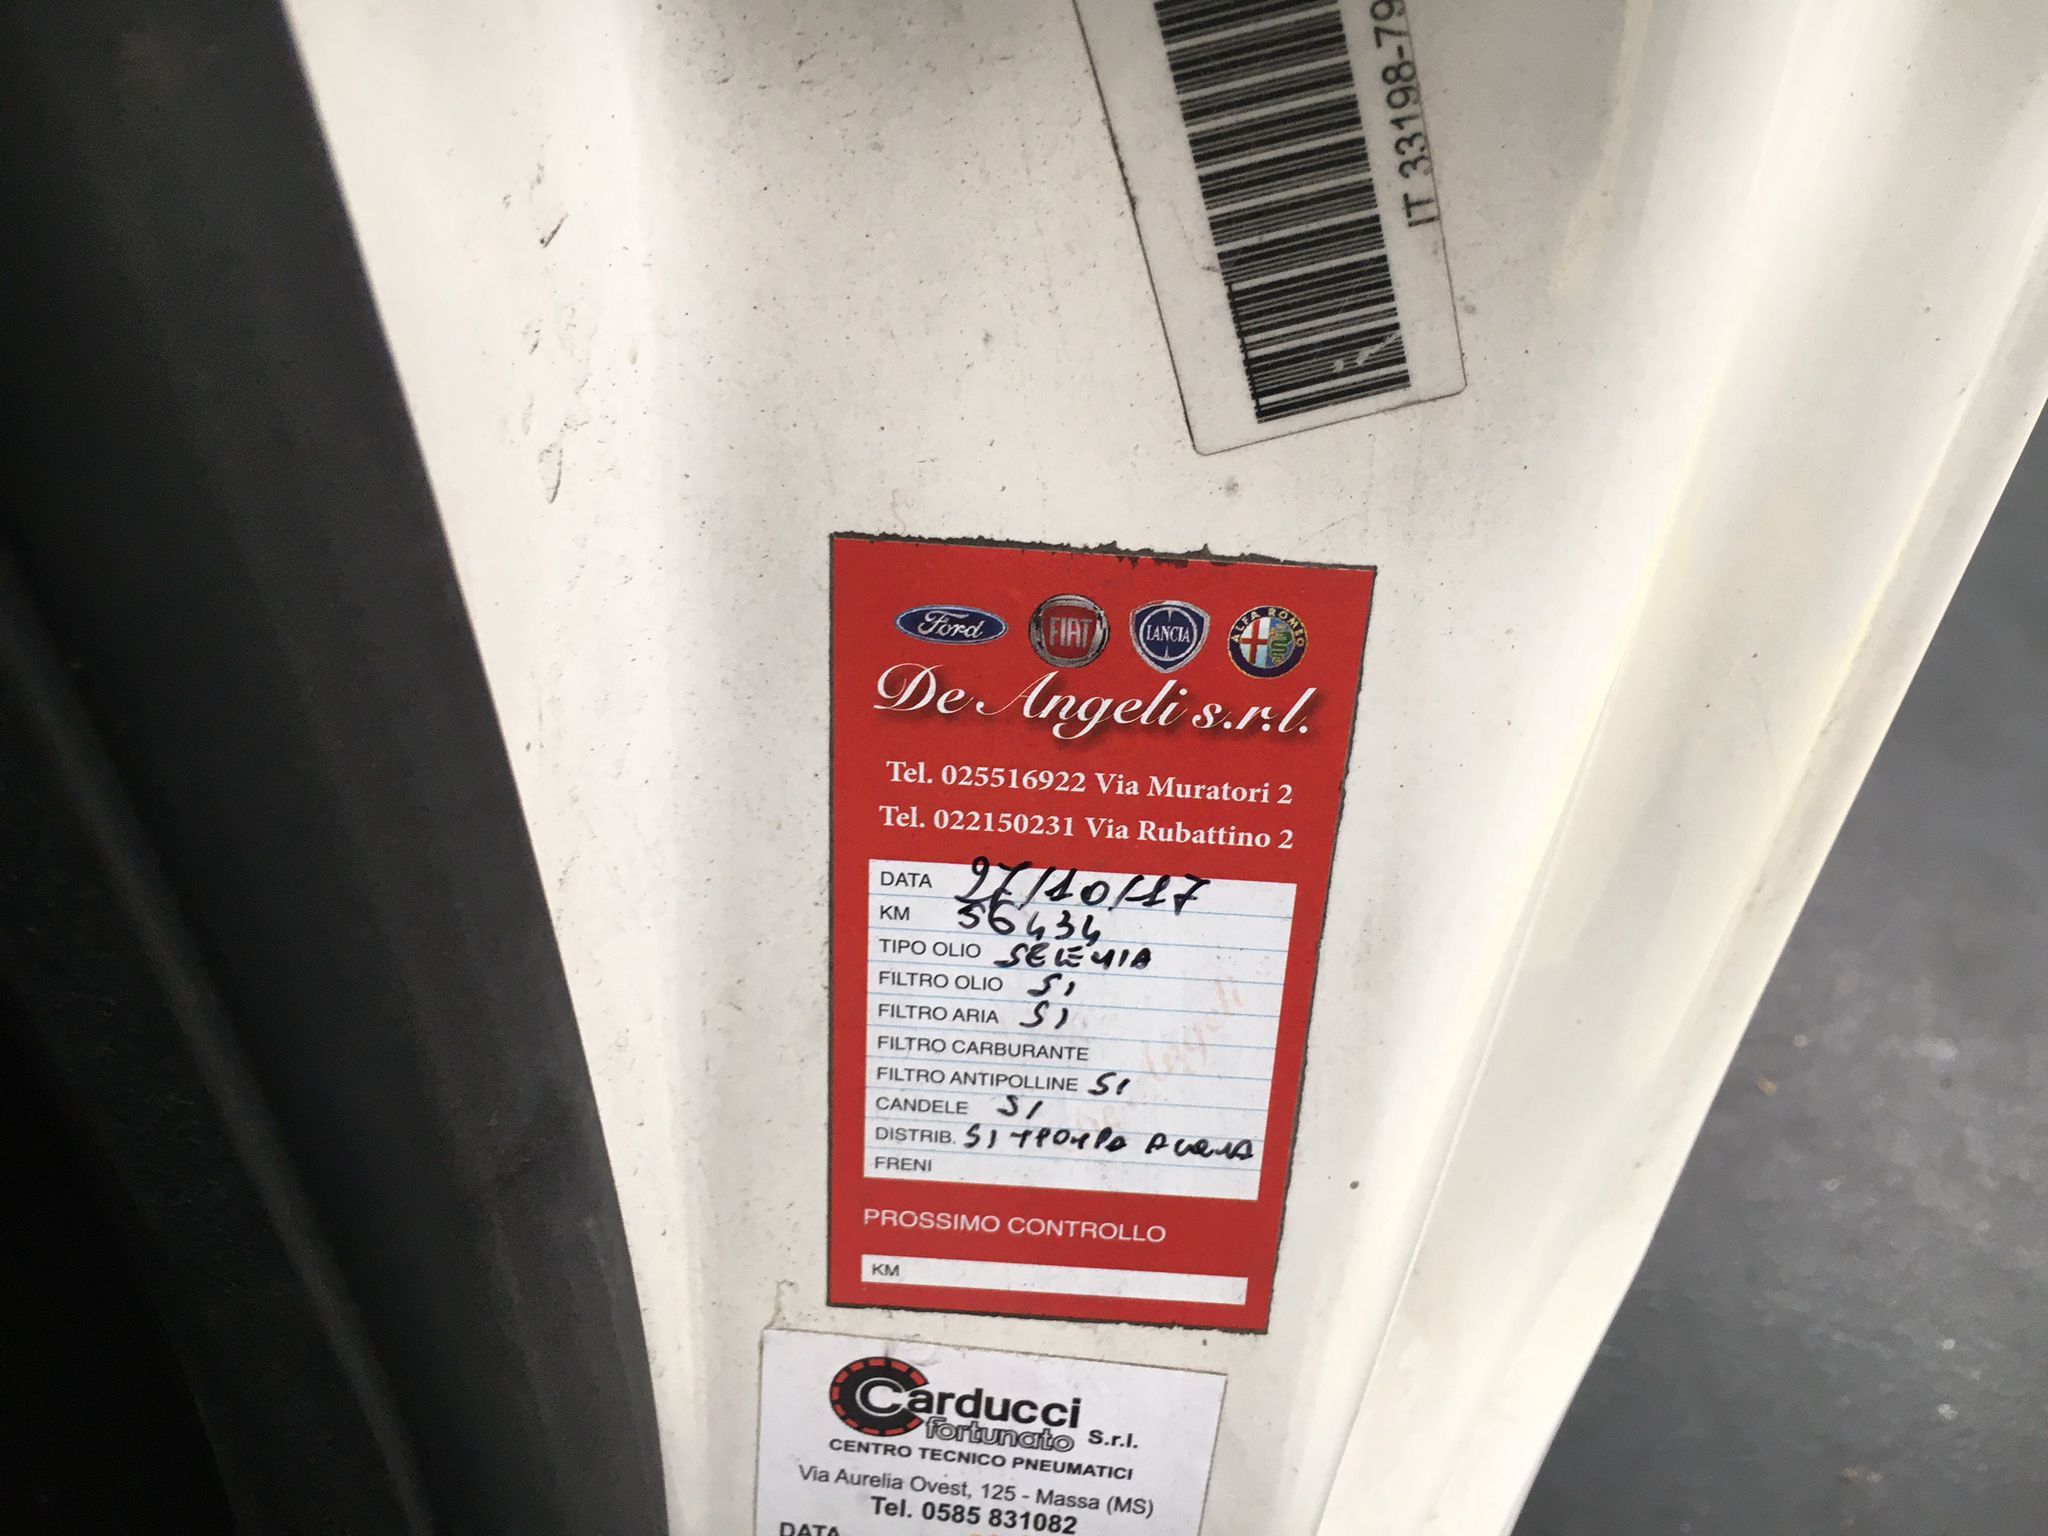 IT 33198-79
Ford FIAT LANCIA ALFA ROMEO
De Angeli s.r.l.
Tel. 025516922 Via Muratori 2
Tel. 022150231 Via Rubattino 2
DATA 27/10/17
KM 56434
TIPO OLIO SELENIA
FILTRO OLIO SI
FILTRO ARIA SI
FILTRO CARBURANTE
FILTRO ANTIPOLLINE SI
CANDELE SI
DISTRIB. SI + POMPA ACQUA
FRENI
De Angeli
PROSSIMO CONTROLLO
KM
Carducci
fortunato S.r.l.
CENTRO TECNICO PNEUMATICI
Via Aurelia Ovest, 125 - Massa (MS)
Tel. 0585 831082
DATA